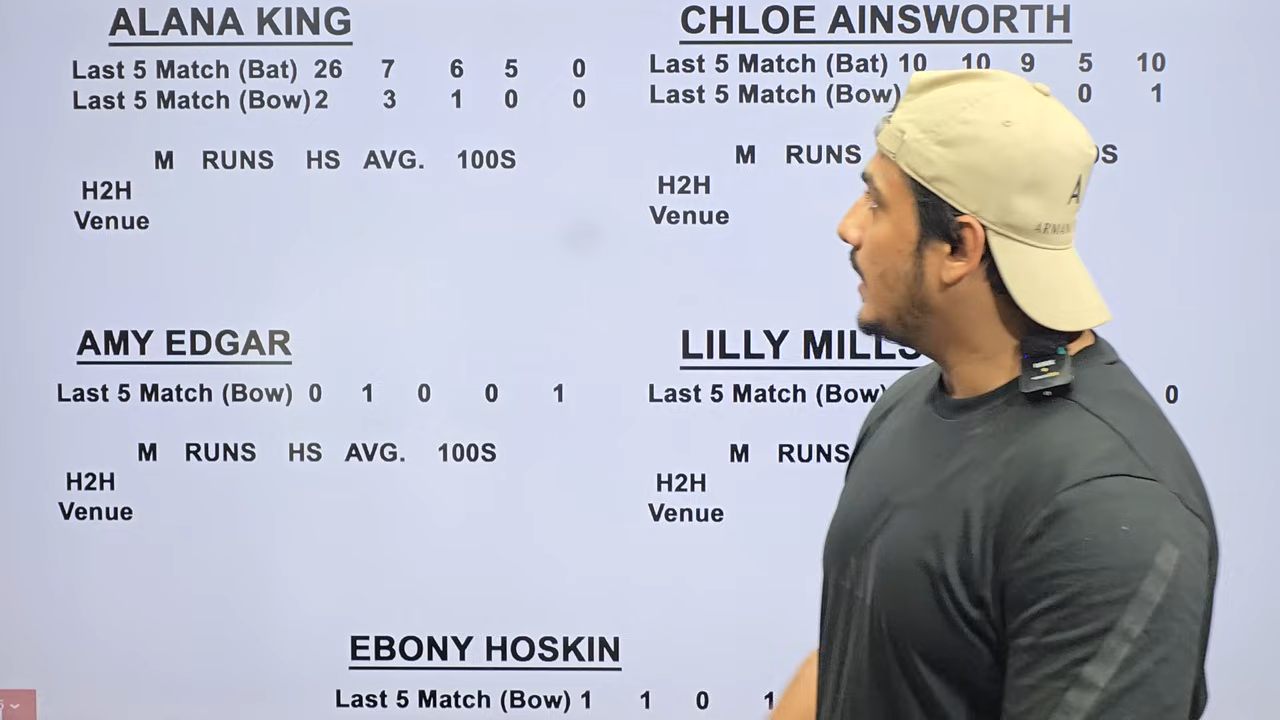 ALANA KING
Last 5 Match (Bat) 26 7 6 5 0
Last 5 Match (Bow) 2 3 1 0 0
M RUNS HS AVG. 100S
H2H
Venue
CHLOE AINSWORTH
Last 5 Match (Bat) 10 10 9 5 10
Last 5 Match (Bow) 0 1
M RUNS
H2H
Venue
AMY EDGAR
Last 5 Match (Bow) 0 1 0 0 1
M RUNS HS AVG. 100S
H2H
Venue
LILLY MILLS
Last 5 Match (Bow) 0
M RUNS
H2H
Venue
EBONY HOSKIN
Last 5 Match (Bow) 1 1 0 1
A